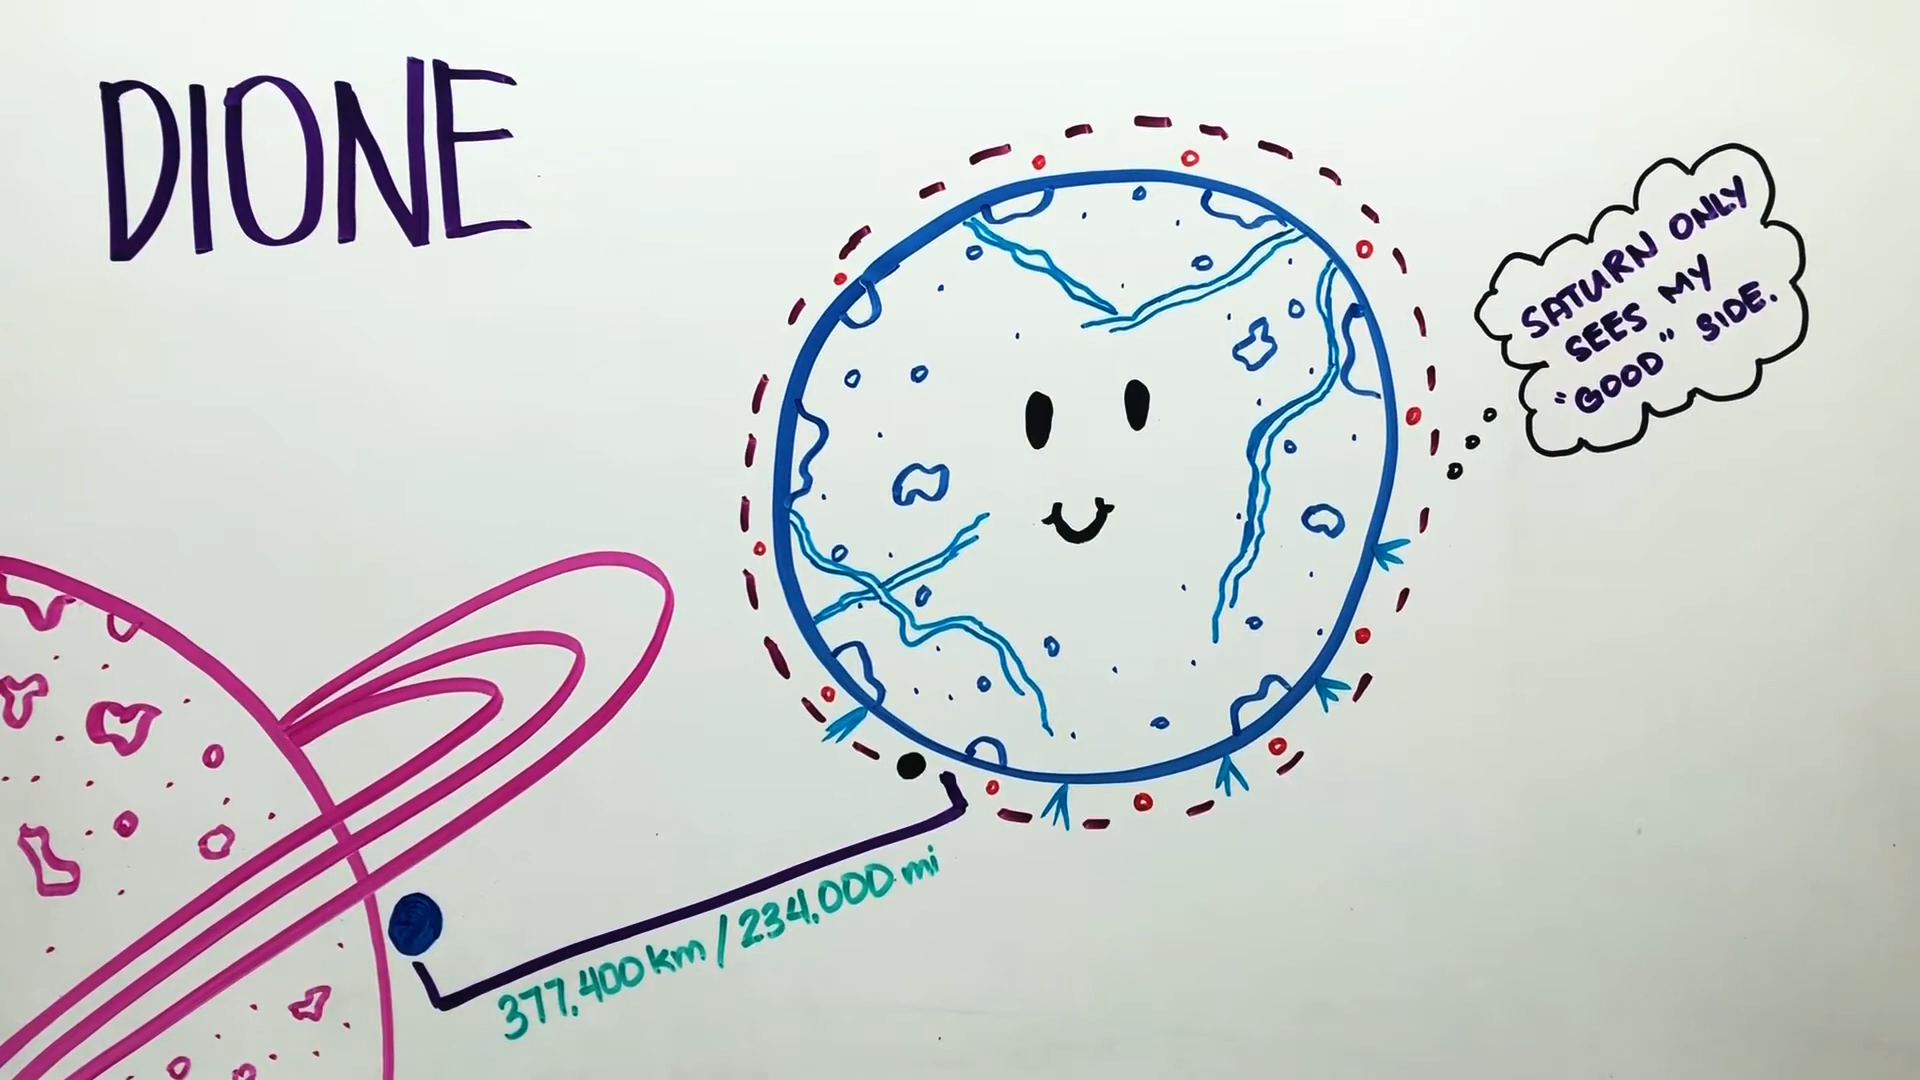 DIONE
SATURN ONLY
SEES MY
"GOOD" SIDE.
377,400 km / 234,000 mi